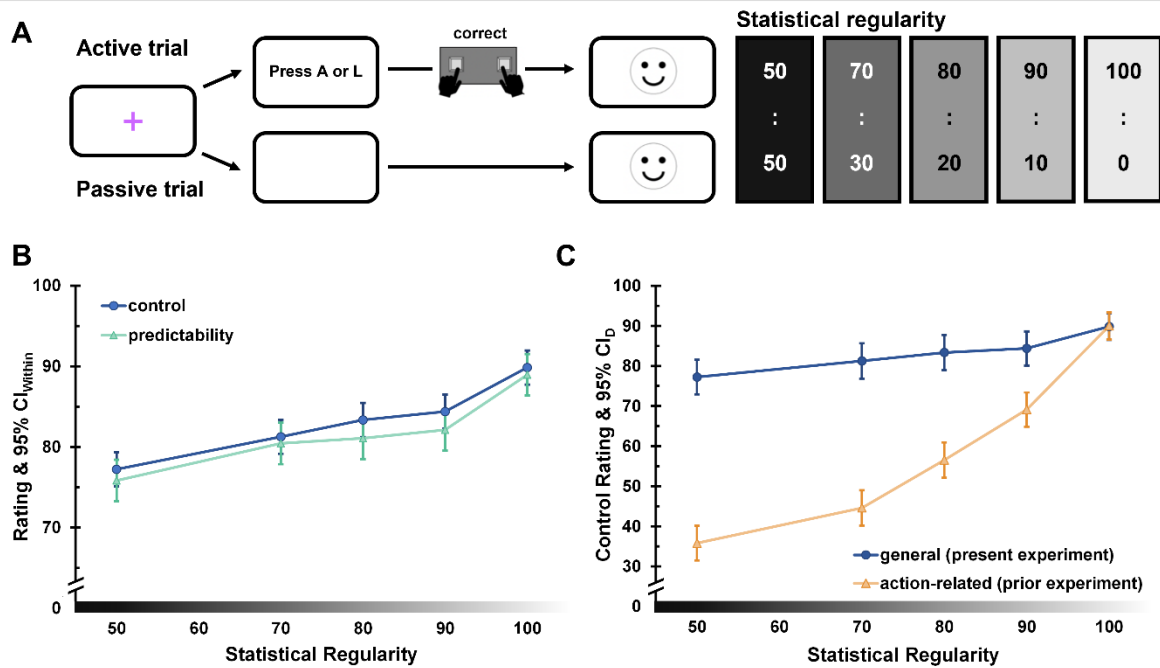 A
Active trial
Passive trial
Press A or L
correct
Statistical regularity
50 70 80 90 100
: : : : :
50 30 20 10 0
B
100
90
80
70
0
Rating & 95% CIWithin
control
predictability
50 60 70 80 90 100
Statistical Regularity
C
100
90
80
70
60
50
40
30
0
Control Rating & 95% CID
general (present experiment)
action-related (prior experiment)
50 60 70 80 90 100
Statistical Regularity